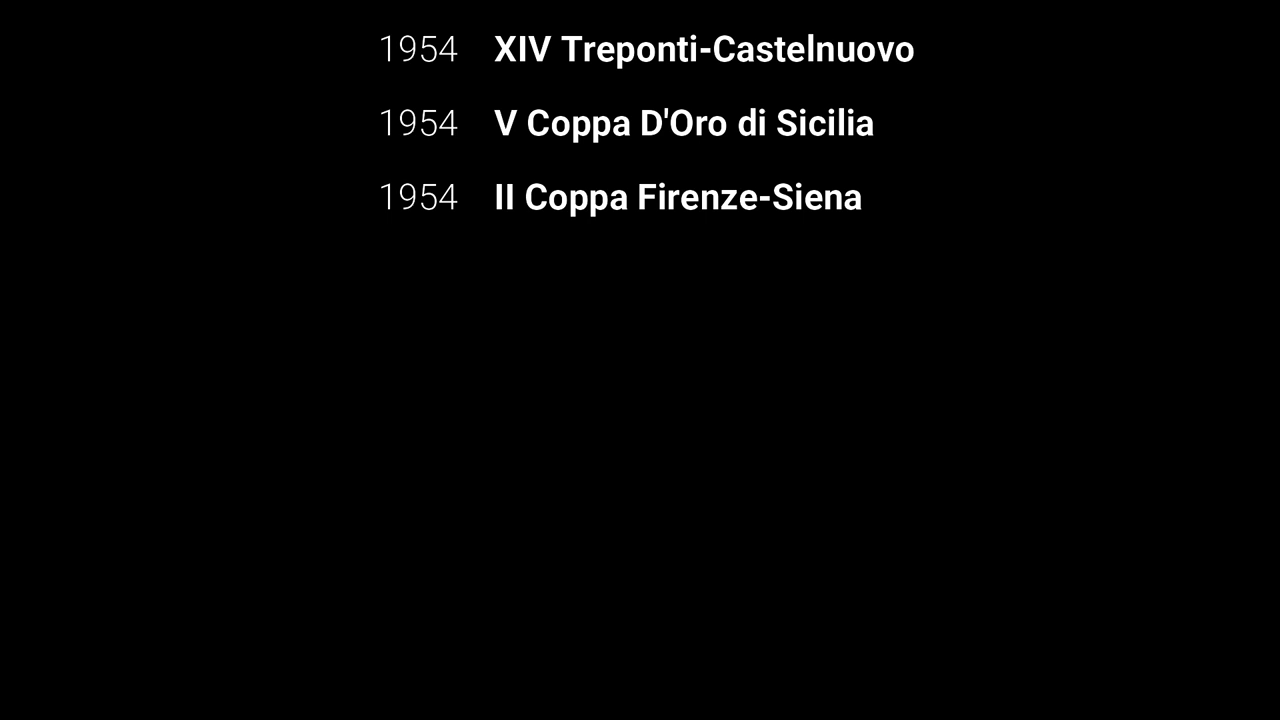 1954 XIV Treponti-Castelnuovo
1954 V Coppa D'Oro di Sicilia
1954 II Coppa Firenze-Siena